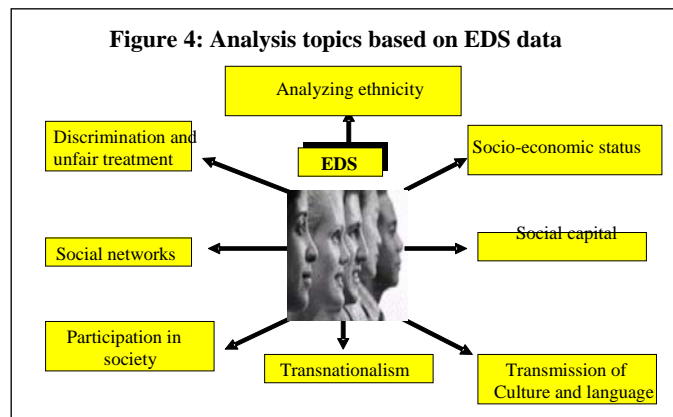 Figure 4: Analysis topics based on EDS data
Analyzing ethnicity
Discrimination and
unfair treatment
EDS
Socio-economic status
Social networks
Social capital
Participation in
society
Transnationalism
Transmission of
Culture and language